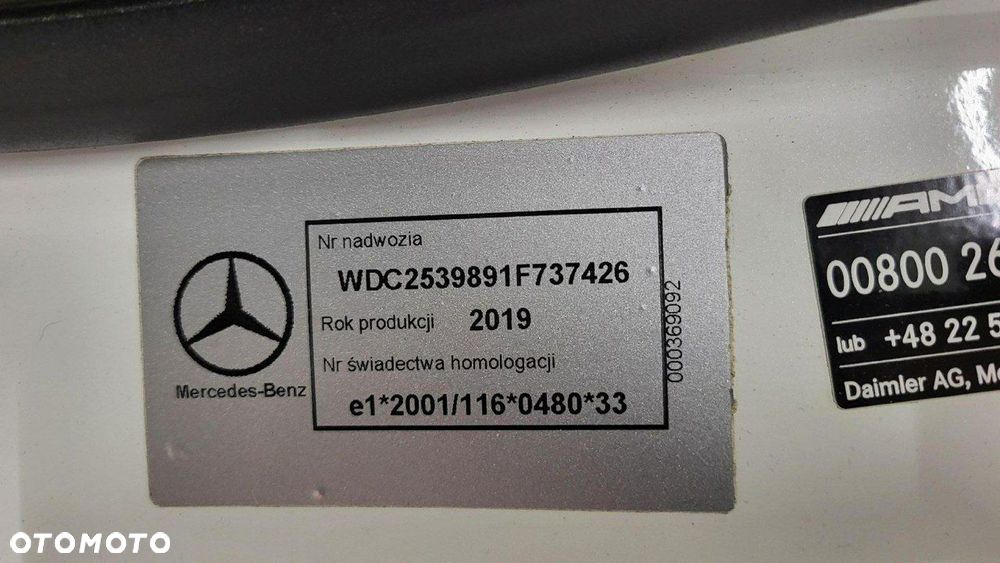 Nr nadwozia
WDC2539891F737426
Rok produkcji 2019
Nr świadectwa homologacji
e1*2001/116*0480*33
000369092
Mercedes-Benz
00800 26
lub +48 22 5
Daimler AG,
OTOMOTO